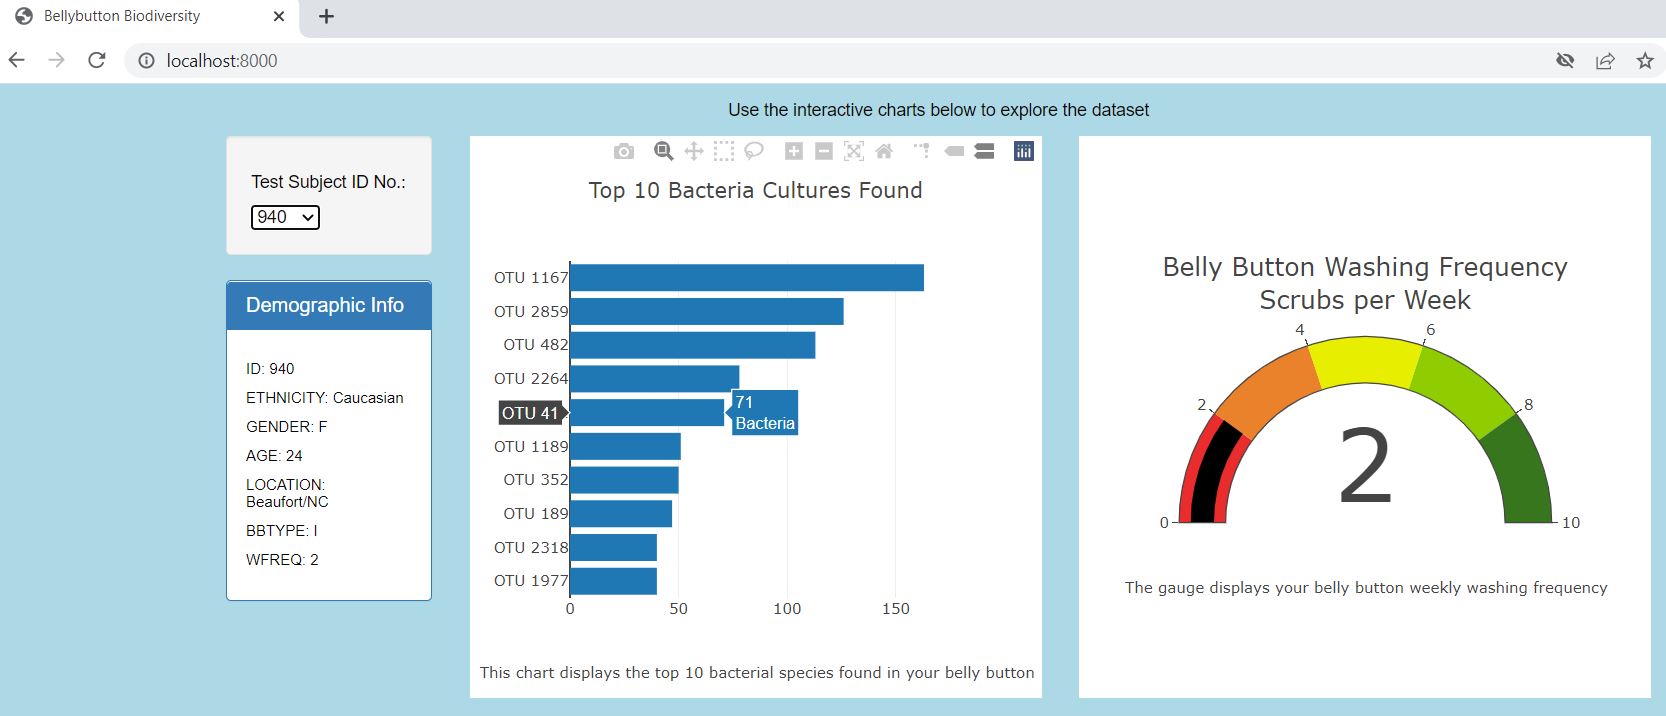 Bellybutton Biodiversity
localhost:8000
Use the interactive charts below to explore the dataset
Test Subject ID No.:
940
Demographic Info
ID: 940
ETHNICITY: Caucasian
GENDER: F
AGE: 24
LOCATION:
Beaufort/NC
BBTYPE: I
WFREQ: 2
Top 10 Bacteria Cultures Found
OTU 1167
OTU 2859
OTU 482
OTU 2264
OTU 41
71
Bacteria
OTU 1189
OTU 352
OTU 189
OTU 2318
OTU 1977
0 50 100 150
This chart displays the top 10 bacterial species found in your belly button
Belly Button Washing Frequency
Scrubs per Week
4 6
2 8
2
0 10
The gauge displays your belly button weekly washing frequency